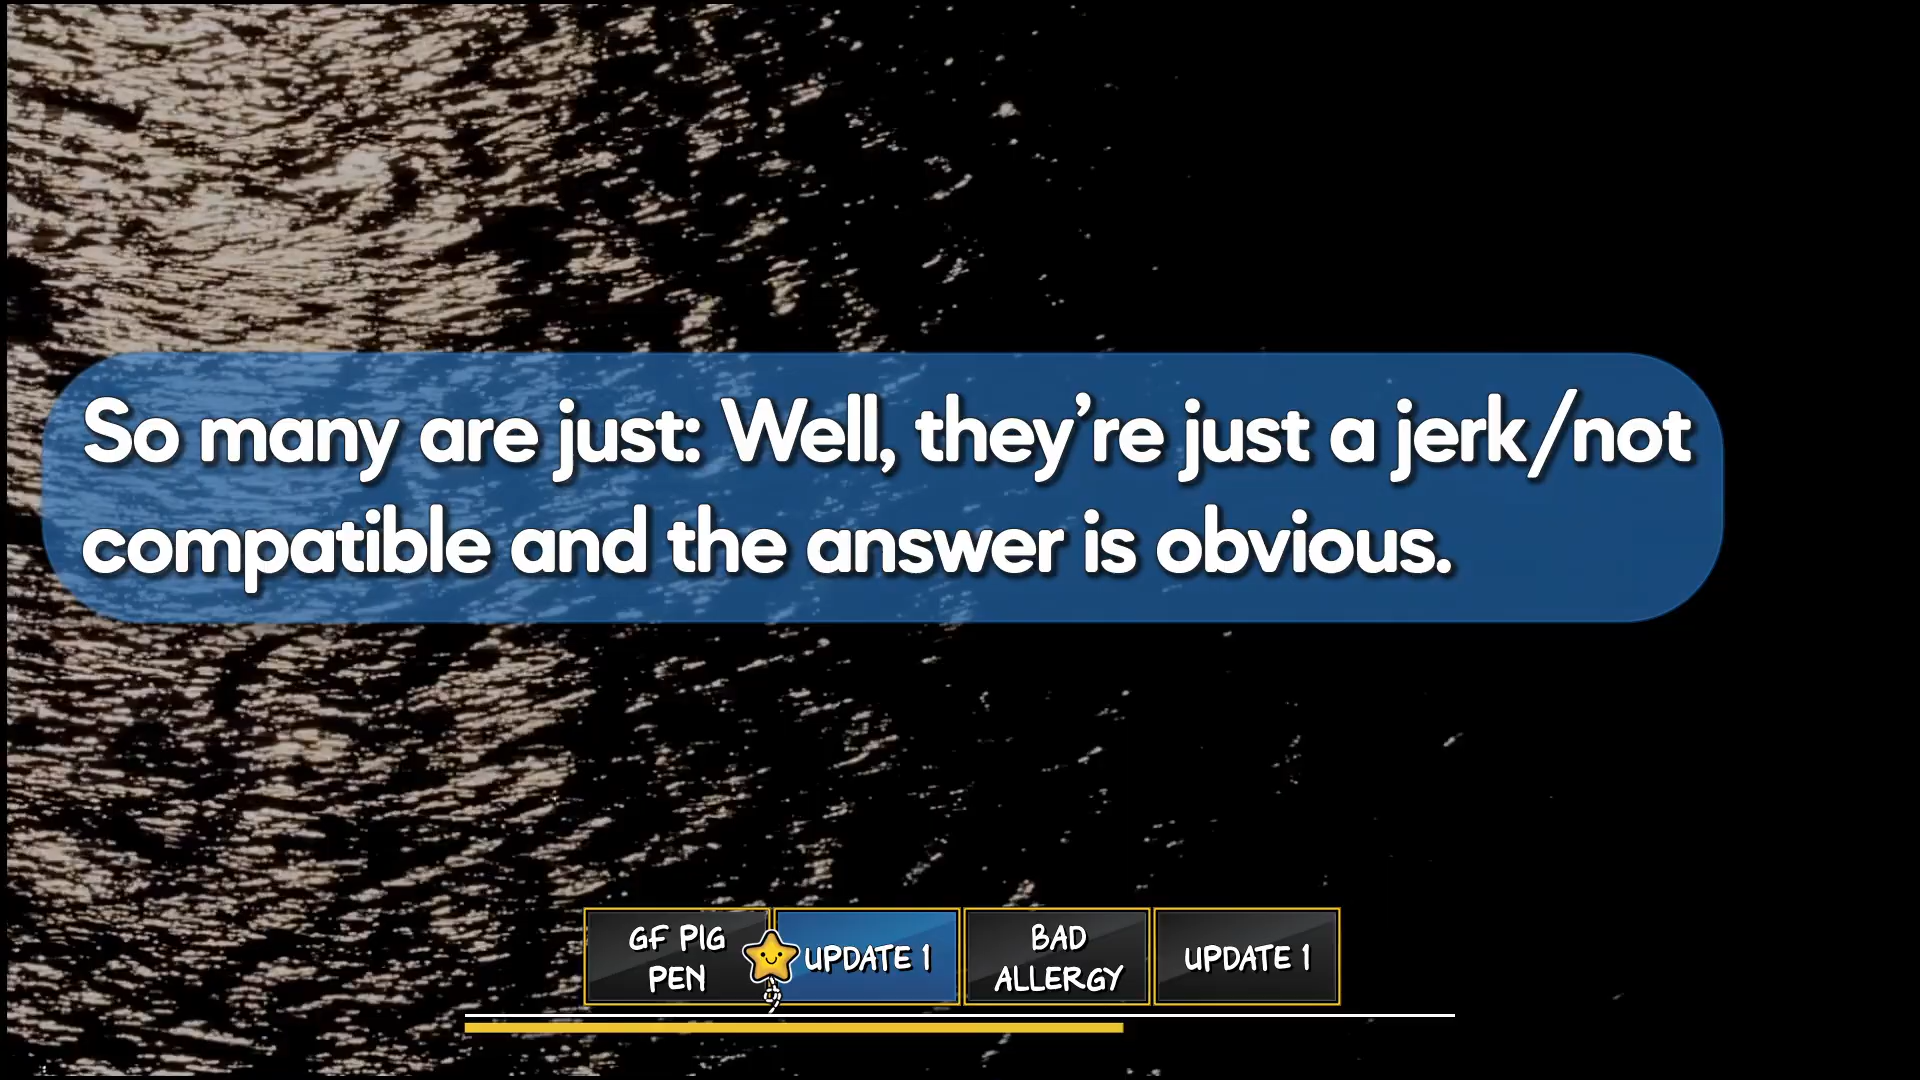 So many are just: Well, they’re just a jerk/not
compatible and the answer is obvious.
GF PIG
PEN
UPDATE 1
BAD
ALLERGY
UPDATE 1